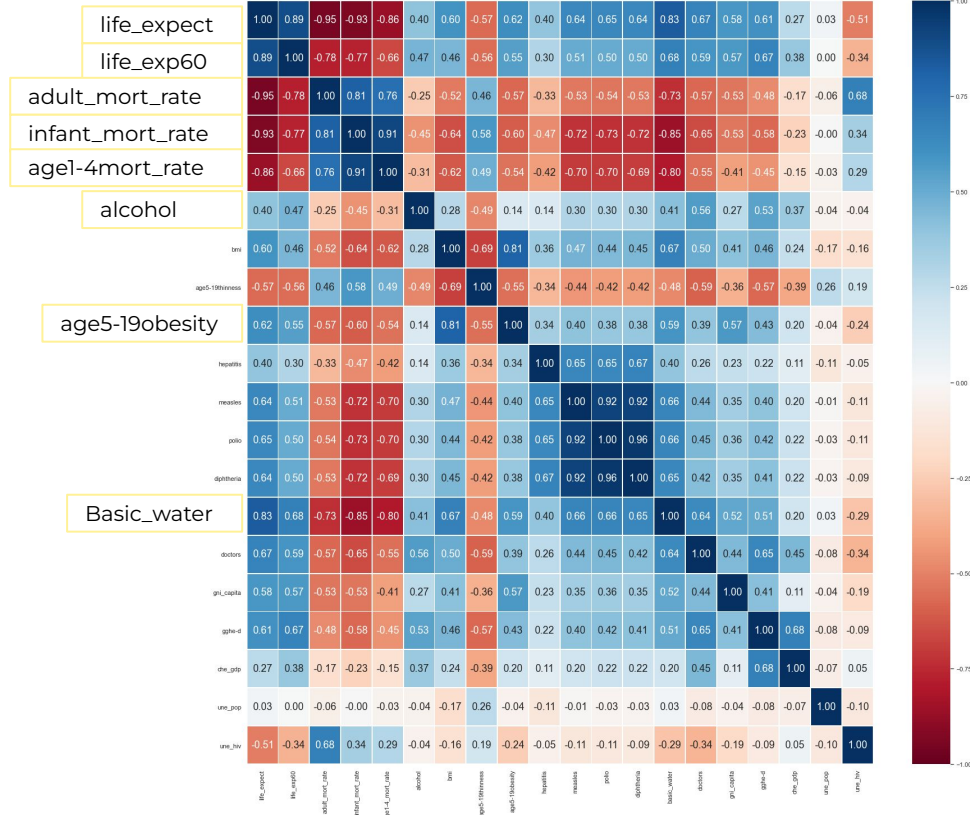 life_expect 1.00 0.89 -0.95 -0.93 -0.86 0.40 0.60 -0.57 0.62 0.40 0.64 0.65 0.64 0.83 0.67 0.58 0.61 0.27 0.03 -0.51
life_exp60 0.89 1.00 -0.78 -0.77 -0.66 0.47 0.46 -0.56 0.55 0.30 0.51 0.50 0.50 0.68 0.59 0.57 0.67 0.38 0.00 -0.34
adult_mort_rate -0.95 -0.78 1.00 0.81 0.76 -0.25 -0.52 0.46 -0.57 -0.33 -0.53 -0.54 -0.53 -0.73 -0.57 -0.53 -0.48 -0.17 -0.06 0.68
infant_mort_rate -0.93 -0.77 0.81 1.00 0.91 -0.45 -0.64 0.58 -0.60 -0.47 -0.72 -0.73 -0.72 -0.85 -0.65 -0.53 -0.58 -0.23 -0.00 0.34
age1-4mort_rate -0.86 -0.66 0.76 0.91 1.00 -0.31 -0.62 0.49 -0.54 -0.42 -0.70 -0.70 -0.69 -0.80 -0.55 -0.41 -0.45 -0.15 -0.03 0.29
alcohol 0.40 0.47 -0.25 -0.45 -0.31 1.00 0.28 -0.49 0.14 0.14 0.30 0.30 0.30 0.41 0.56 0.27 0.53 0.37 -0.04 -0.04
bmi 0.60 0.46 -0.52 -0.64 -0.62 0.28 1.00 -0.69 0.81 0.36 0.47 0.44 0.45 0.67 0.50 0.41 0.46 0.24 -0.17 -0.16
age5-19thinness -0.57 -0.56 0.46 0.58 0.49 -0.49 -0.69 1.00 -0.55 -0.34 -0.44 -0.42 -0.42 -0.48 -0.59 -0.36 -0.57 -0.39 0.26 0.19
age5-19obesity 0.62 0.55 -0.57 -0.60 -0.54 0.14 0.81 -0.55 1.00 0.34 0.40 0.38 0.38 0.59 0.39 0.57 0.43 0.20 -0.04 -0.24
hepatitis 0.40 0.30 -0.33 -0.47 -0.42 0.14 0.36 -0.34 0.34 1.00 0.65 0.65 0.67 0.40 0.26 0.23 0.22 0.11 -0.11 -0.05
measles 0.64 0.51 -0.53 -0.72 -0.70 0.30 0.47 -0.44 0.40 0.65 1.00 0.92 0.92 0.66 0.44 0.35 0.40 0.20 -0.01 -0.11
polio 0.65 0.50 -0.54 -0.73 -0.70 0.30 0.44 -0.42 0.38 0.65 0.92 1.00 0.96 0.66 0.45 0.36 0.42 0.22 -0.03 -0.11
diphtheria 0.64 0.50 -0.53 -0.72 -0.69 0.30 0.45 -0.42 0.38 0.67 0.92 0.96 1.00 0.65 0.42 0.35 0.41 0.22 -0.03 -0.09
Basic_water 0.83 0.68 -0.73 -0.85 -0.80 0.41 0.67 -0.48 0.59 0.40 0.66 0.66 0.65 1.00 0.64 0.52 0.51 0.20 0.03 -0.29
doctors 0.67 0.59 -0.57 -0.65 -0.55 0.56 0.50 -0.59 0.39 0.26 0.44 0.45 0.42 0.64 1.00 0.44 0.65 0.45 -0.08 -0.34
gni_capita 0.58 0.57 -0.53 -0.53 -0.41 0.27 0.41 -0.36 0.57 0.23 0.35 0.36 0.35 0.52 0.44 1.00 0.41 0.11 -0.04 -0.19
gghe-d 0.61 0.67 -0.48 -0.58 -0.45 0.53 0.46 -0.57 0.43 0.22 0.40 0.42 0.41 0.51 0.65 0.41 1.00 0.68 -0.08 -0.09
che_gdp 0.27 0.38 -0.17 -0.23 -0.15 0.37 0.24 -0.39 0.20 0.11 0.20 0.22 0.22 0.20 0.45 0.11 0.68 1.00 -0.07 0.05
une_pop 0.03 0.00 -0.06 -0.00 -0.03 -0.04 -0.17 0.26 -0.04 -0.11 -0.01 -0.03 -0.03 0.03 -0.08 -0.04 -0.08 -0.07 1.00 -0.10
une_hiv -0.51 -0.34 0.68 0.34 0.29 -0.04 -0.16 0.19 -0.24 -0.05 -0.11 -0.11 -0.09 -0.29 -0.34 -0.19 -0.09 0.05 -0.10 1.00
life_expect life_exp60 adult_mort_rate nfant_mort_rate ge1-4_mort_rate alcohol bmi age5-19thinness age5-19obesity hepatitis measles polio diphtheria basic_water doctors gni_capita gghe-d che_gdp une_pop une_hiv
1.00
0.75
0.50
0.25
0.00
-0.25
-0.50
-0.75
-1.00